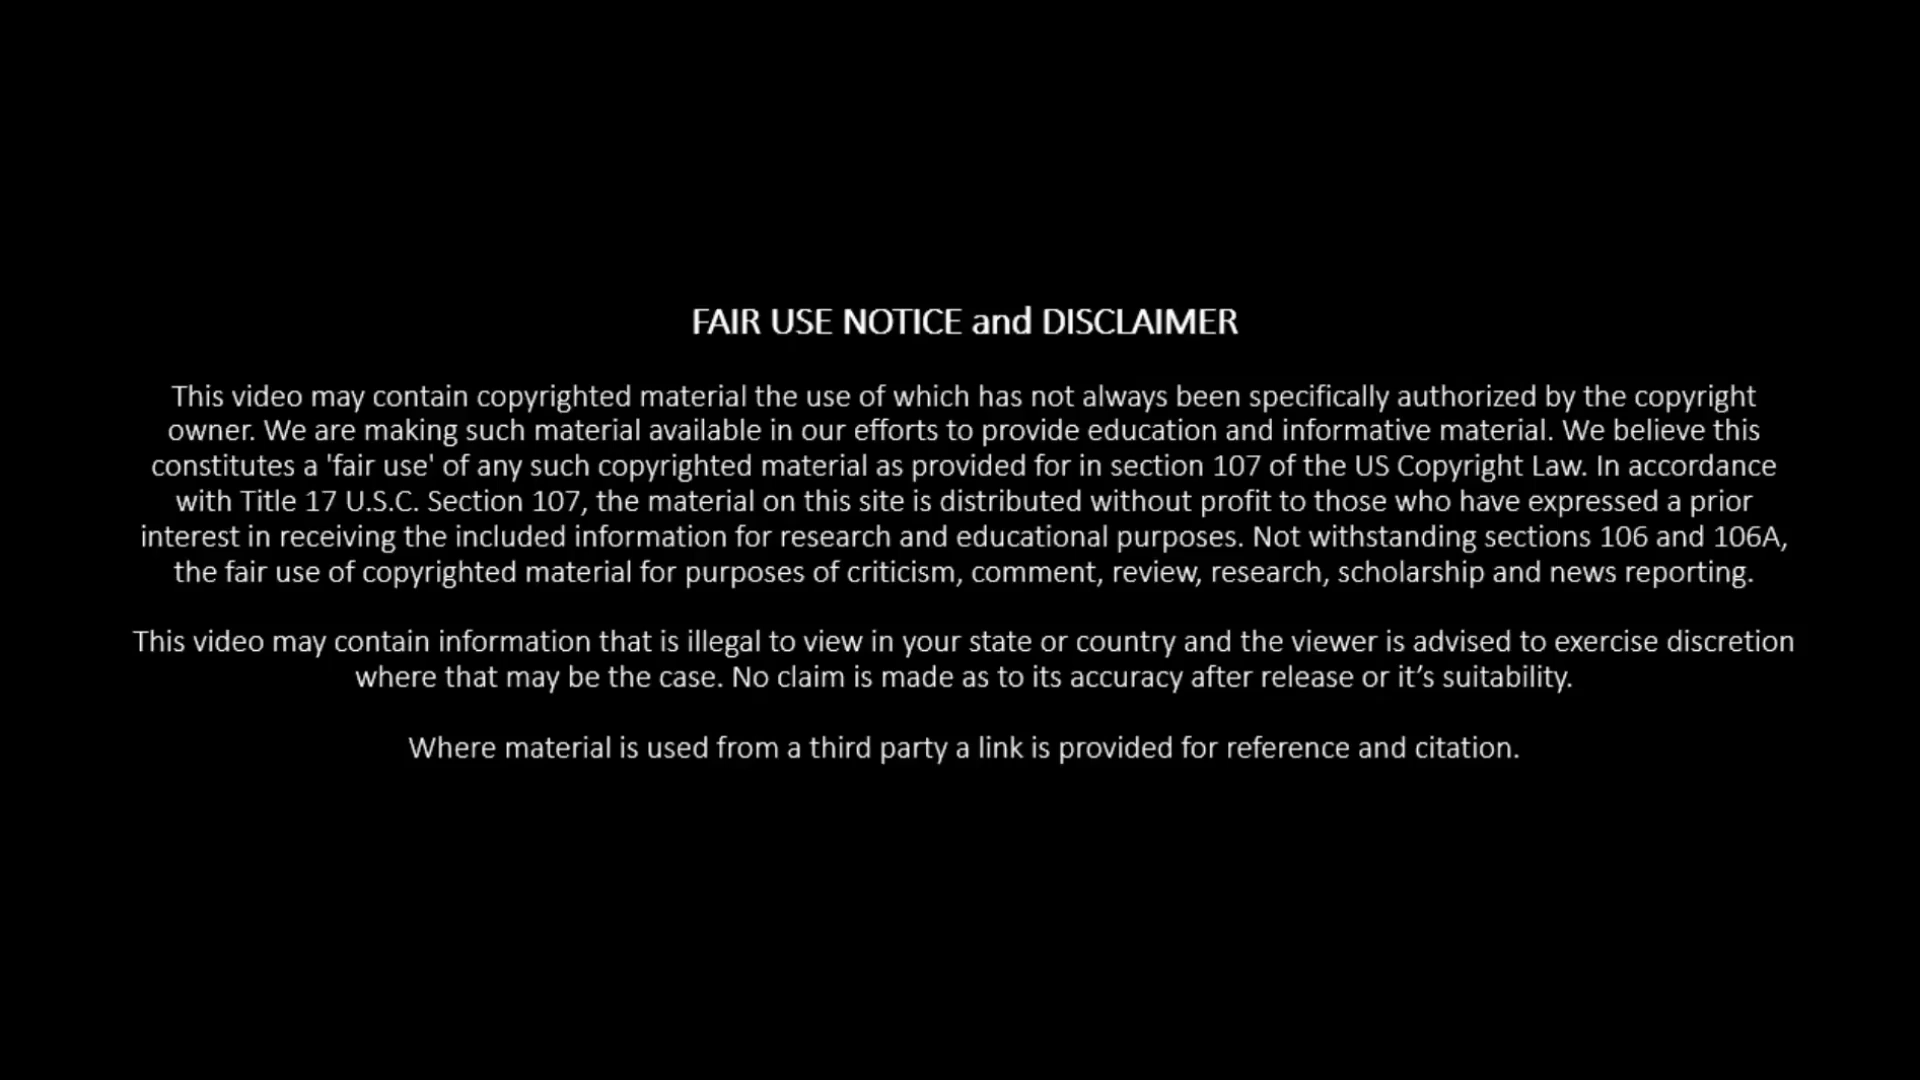 FAIR USE NOTICE and DISCLAIMER
This video may contain copyrighted material the use of which has not always been specifically authorized by the copyright
owner. We are making such material available in our efforts to provide education and informative material. We believe this
constitutes a 'fair use' of any such copyrighted material as provided for in section 107 of the US Copyright Law. In accordance
with Title 17 U.S.C. Section 107, the material on this site is distributed without profit to those who have expressed a prior
interest in receiving the included information for research and educational purposes. Not withstanding sections 106 and 106A,
the fair use of copyrighted material for purposes of criticism, comment, review, research, scholarship and news reporting.
This video may contain information that is illegal to view in your state or country and the viewer is advised to exercise discretion
where that may be the case. No claim is made as to its accuracy after release or it’s suitability.
Where material is used from a third party a link is provided for reference and citation.